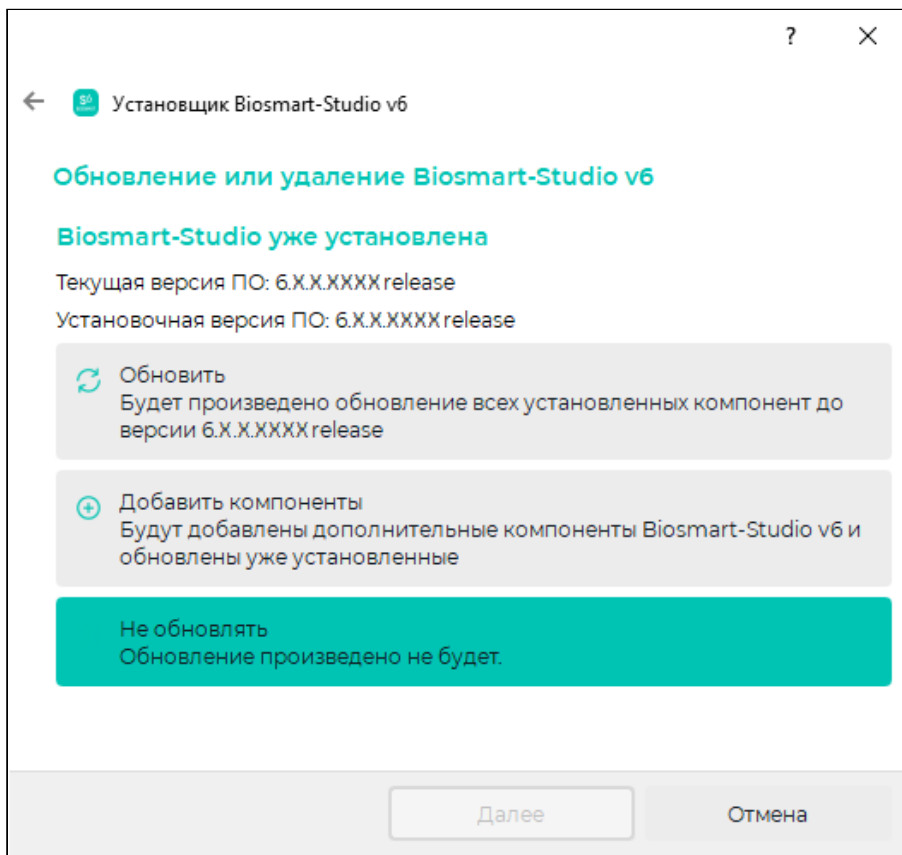 ?
Установщик Biosmart-Studio v6
Обновление или удаление Biosmart-Studio v6
Biosmart-Studio уже установлена
Текущая версия ПО: 6.X.X.XXXX release
Установочная версия ПО: 6.X.X.XXXX release
Обновить
Будет произведено обновление всех установленных компонент до
версии 6.X.X.XXXX release
Добавить компоненты
Будут добавлены дополнительные компоненты Biosmart-Studio v6 и
обновлены уже установленные
Не обновлять
Обновление произведено не будет.
Далее
Отмена